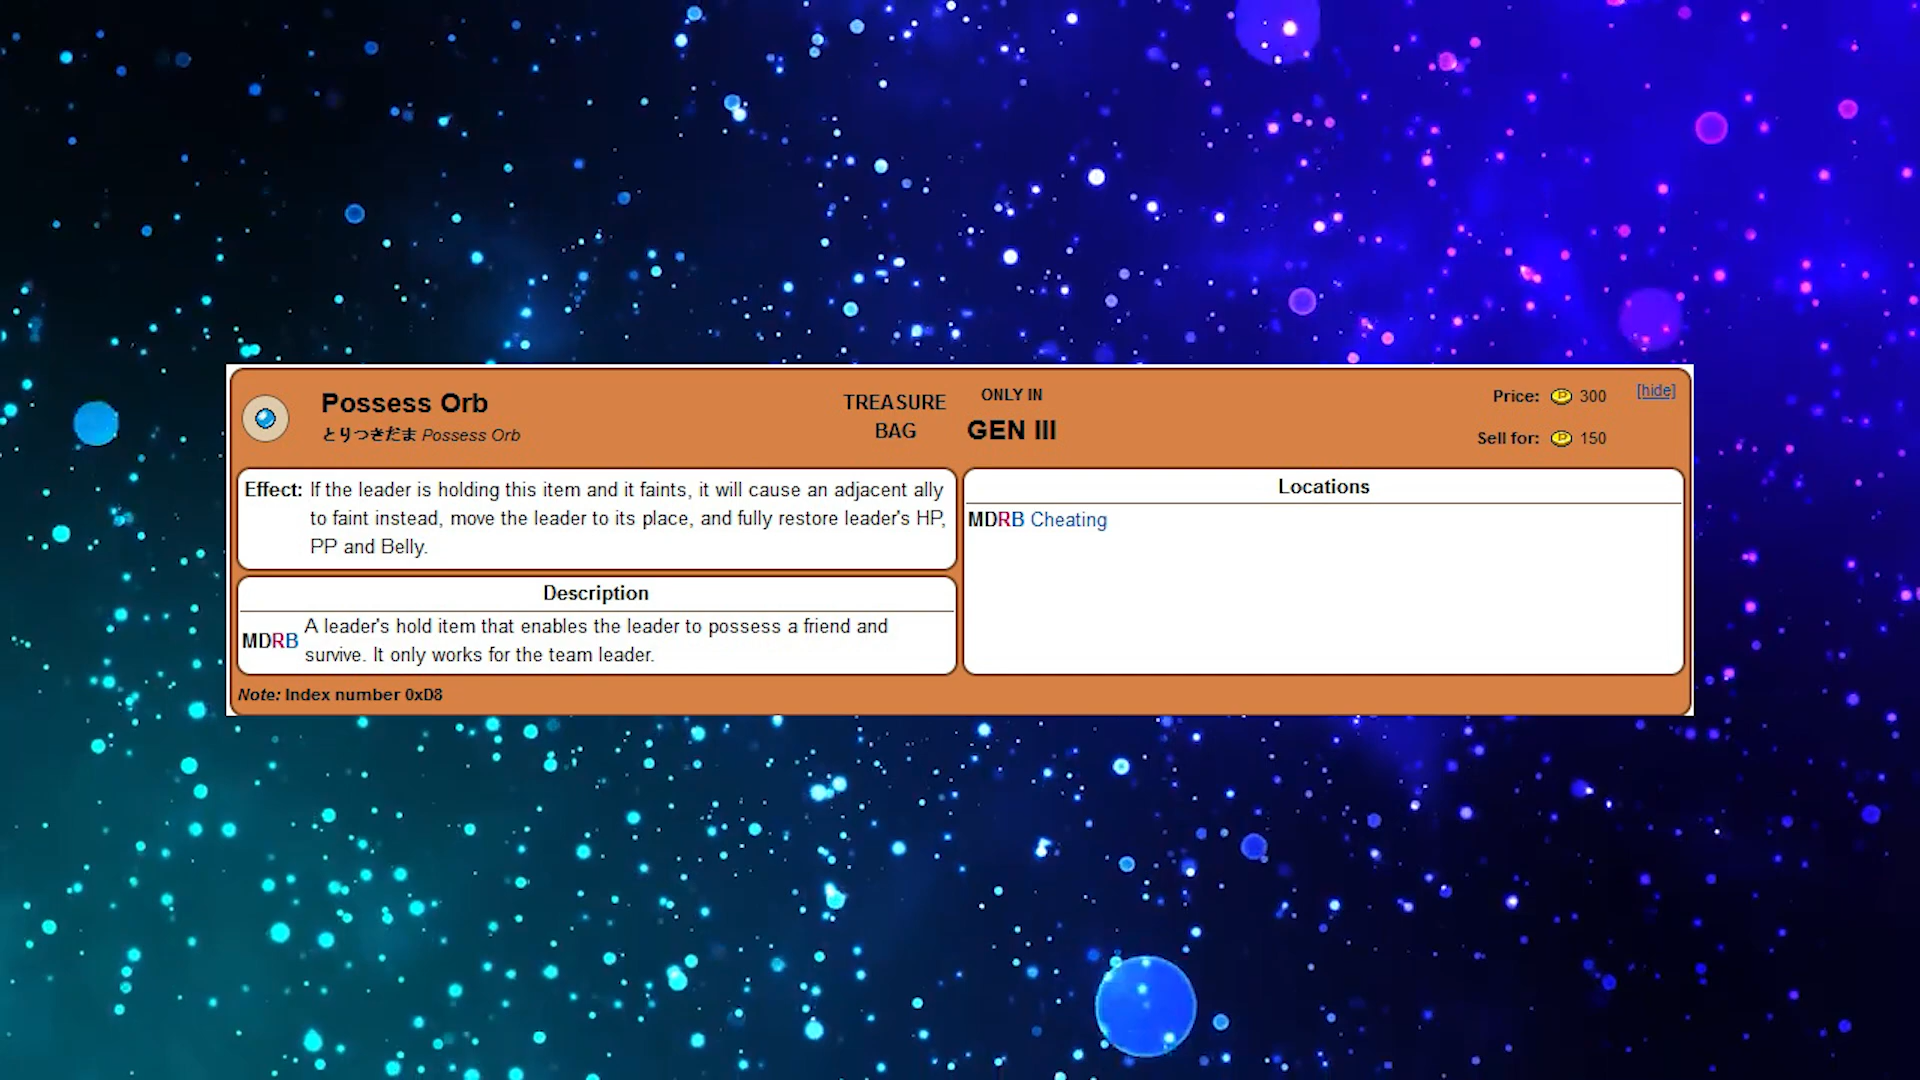 Possess Orb
とりつきだま Possess Orb
TREASURE
BAG
ONLY IN
GEN III
Price: 300
Sell for: 150
[hide]
Effect: If the leader is holding this item and it faints, it will cause an adjacent ally
to faint instead, move the leader to its place, and fully restore leader's HP,
PP and Belly.
Description
MDRB A leader's hold item that enables the leader to possess a friend and
survive. It only works for the team leader.
Locations
MDRB Cheating
Note: Index number 0xD8